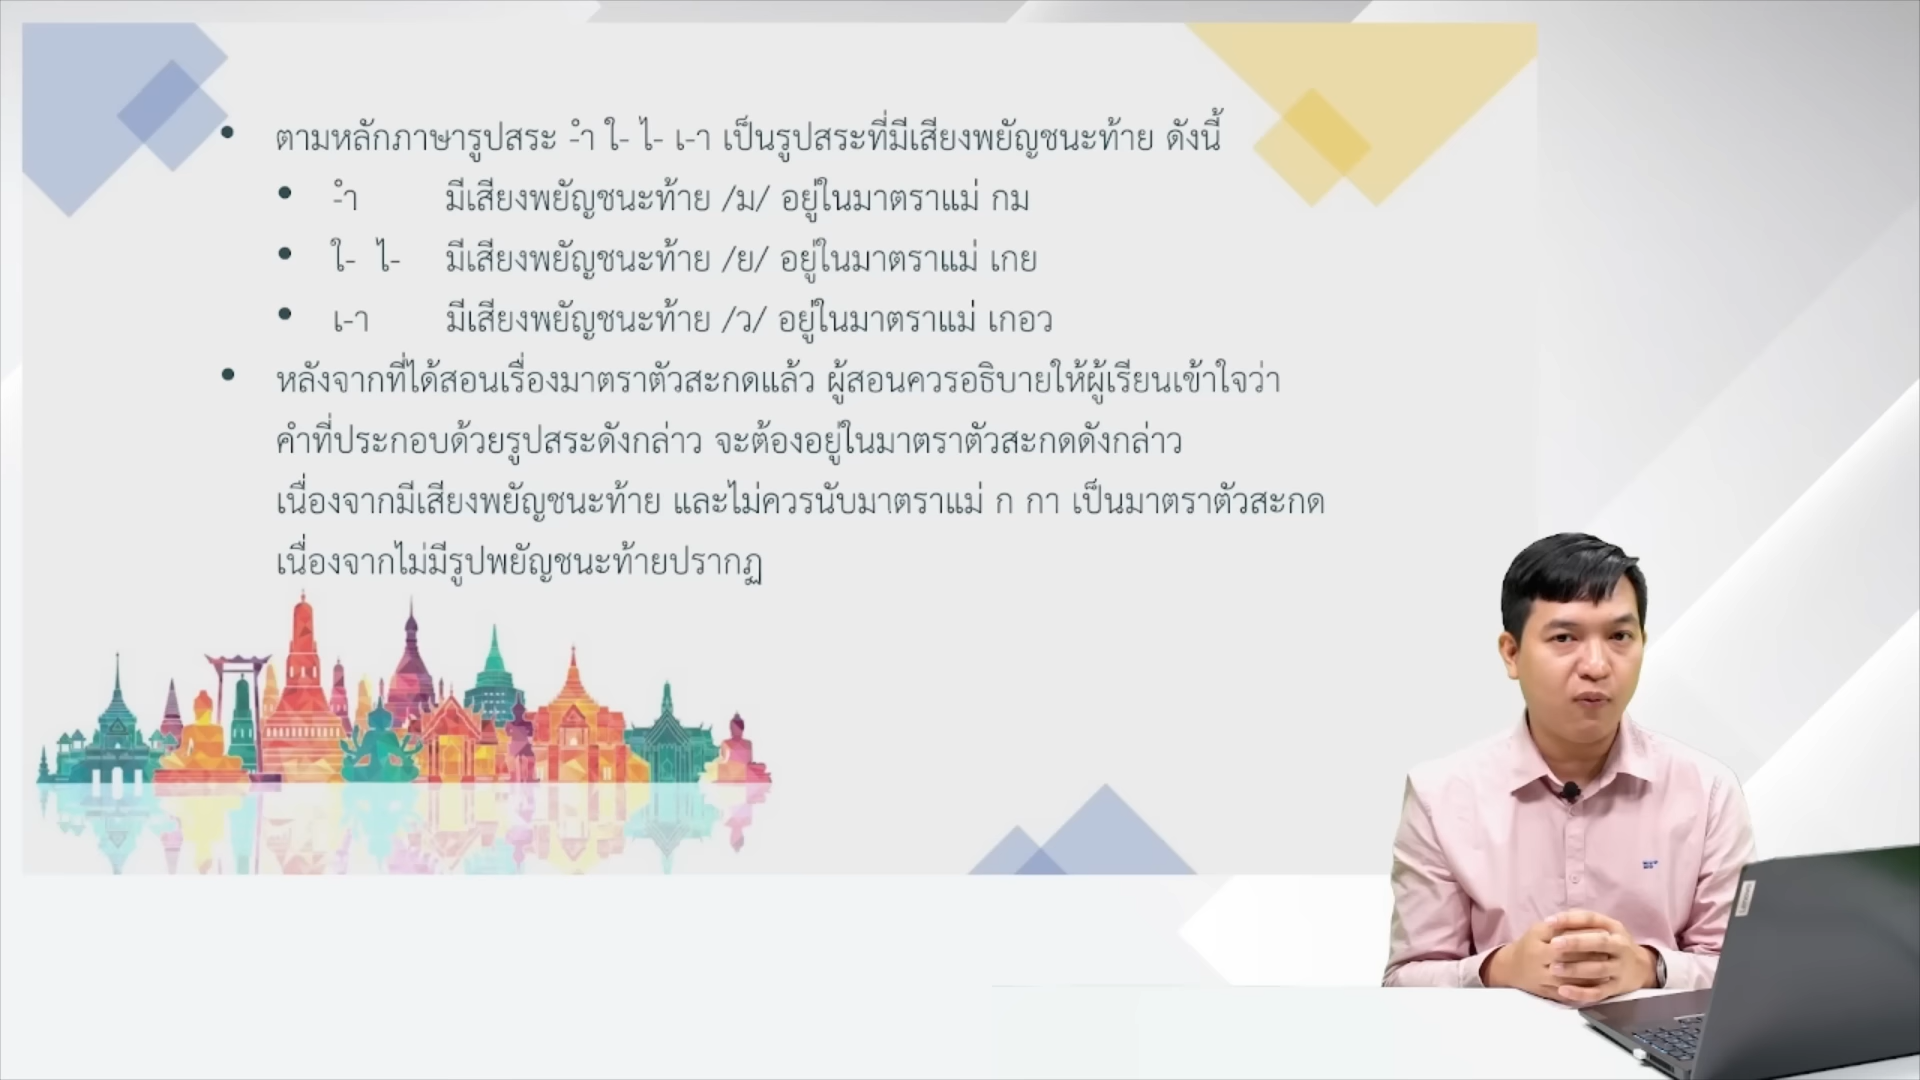 ตามหลักภาษารูปสระ -ำ ใ- ไ- เ-า เป็นรูปสระที่มีเสียงพยัญชนะท้าย ดังนี้
-ำ มีเสียงพยัญชนะท้าย /ม/ อยู่ในมาตราแม่ กม
ใ- ไ- มีเสียงพยัญชนะท้าย /ย/ อยู่ในมาตราแม่ เกย
เ-า มีเสียงพยัญชนะท้าย /ว/ อยู่ในมาตราแม่ เกอว
หลังจากที่ได้สอนเรื่องมาตราตัวสะกดแล้ว ผู้สอนควรอธิบายให้ผู้เรียนเข้าใจว่า
คำที่ประกอบด้วยรูปสระดังกล่าว จะต้องอยู่ในมาตราตัวสะกดดังกล่าว
เนื่องจากมีเสียงพยัญชนะท้าย และไม่ควรนับมาตราแม่ ก กา เป็นมาตราตัวสะกด
เนื่องจากไม่มีรูปพยัญชนะท้ายปรากฏ